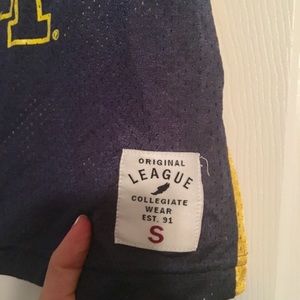 ®
ORIGINAL
LEAGUE
COLLEGIATE
WEAR
EST. 91
S